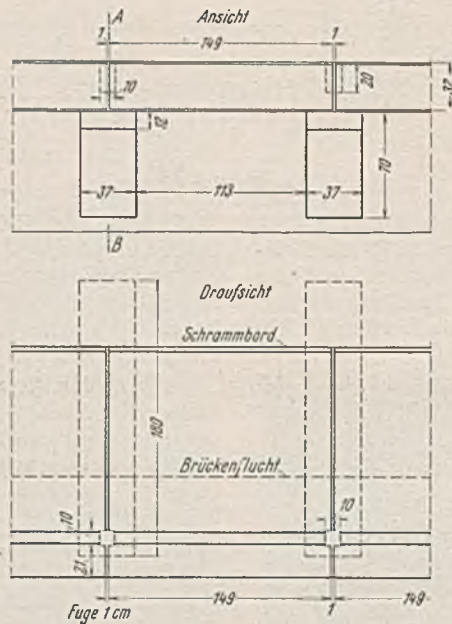 Ansicht
A
1
149
1
10
20
37
12
70
37
113
37
B
Draufsicht
Schrammbord
180
Brückenflucht
10
10
21
149
1
149
Fuge 1 cm